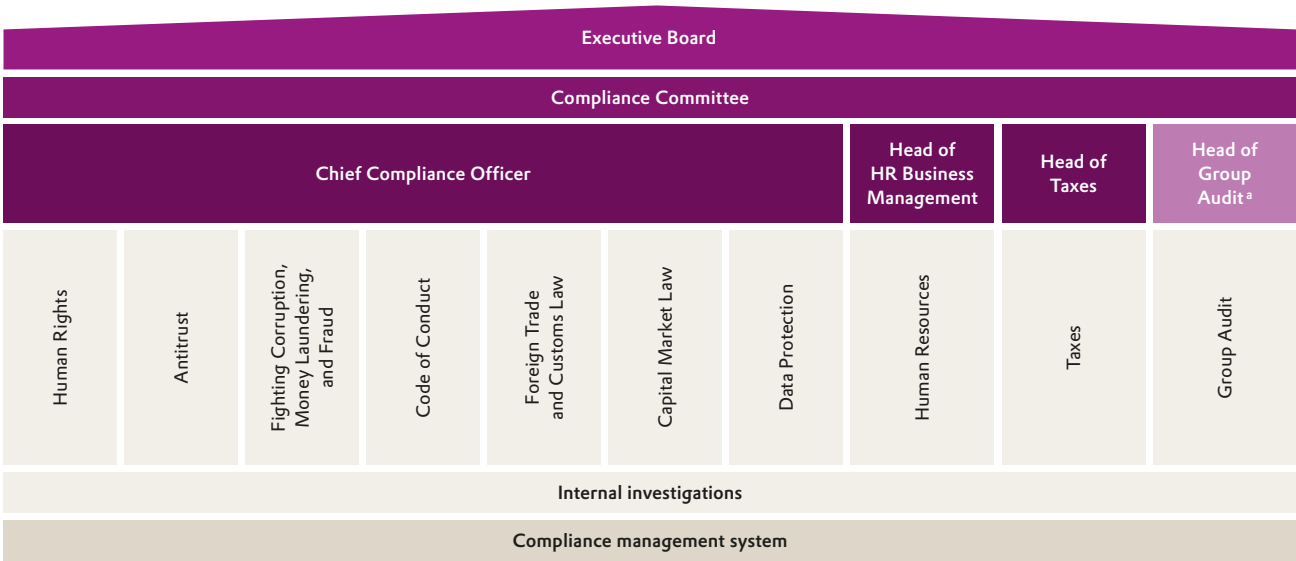 Executive Board
Compliance Committee
Chief Compliance Officer
Head of
HR Business
Management
Head of
Taxes
Head of
Group
Audit a
Human Rights
Antitrust
Fighting Corruption,
Money Laundering,
and Fraud
Code of Conduct
Foreign Trade
and Customs Law
Capital Market Law
Data Protection
Human Resources
Taxes
Group Audit
Internal investigations
Compliance management system